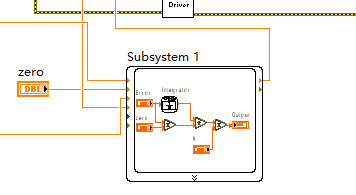 Driver
Subsystem 1
zero
DBL
Error
Integrator
zero
Output
K